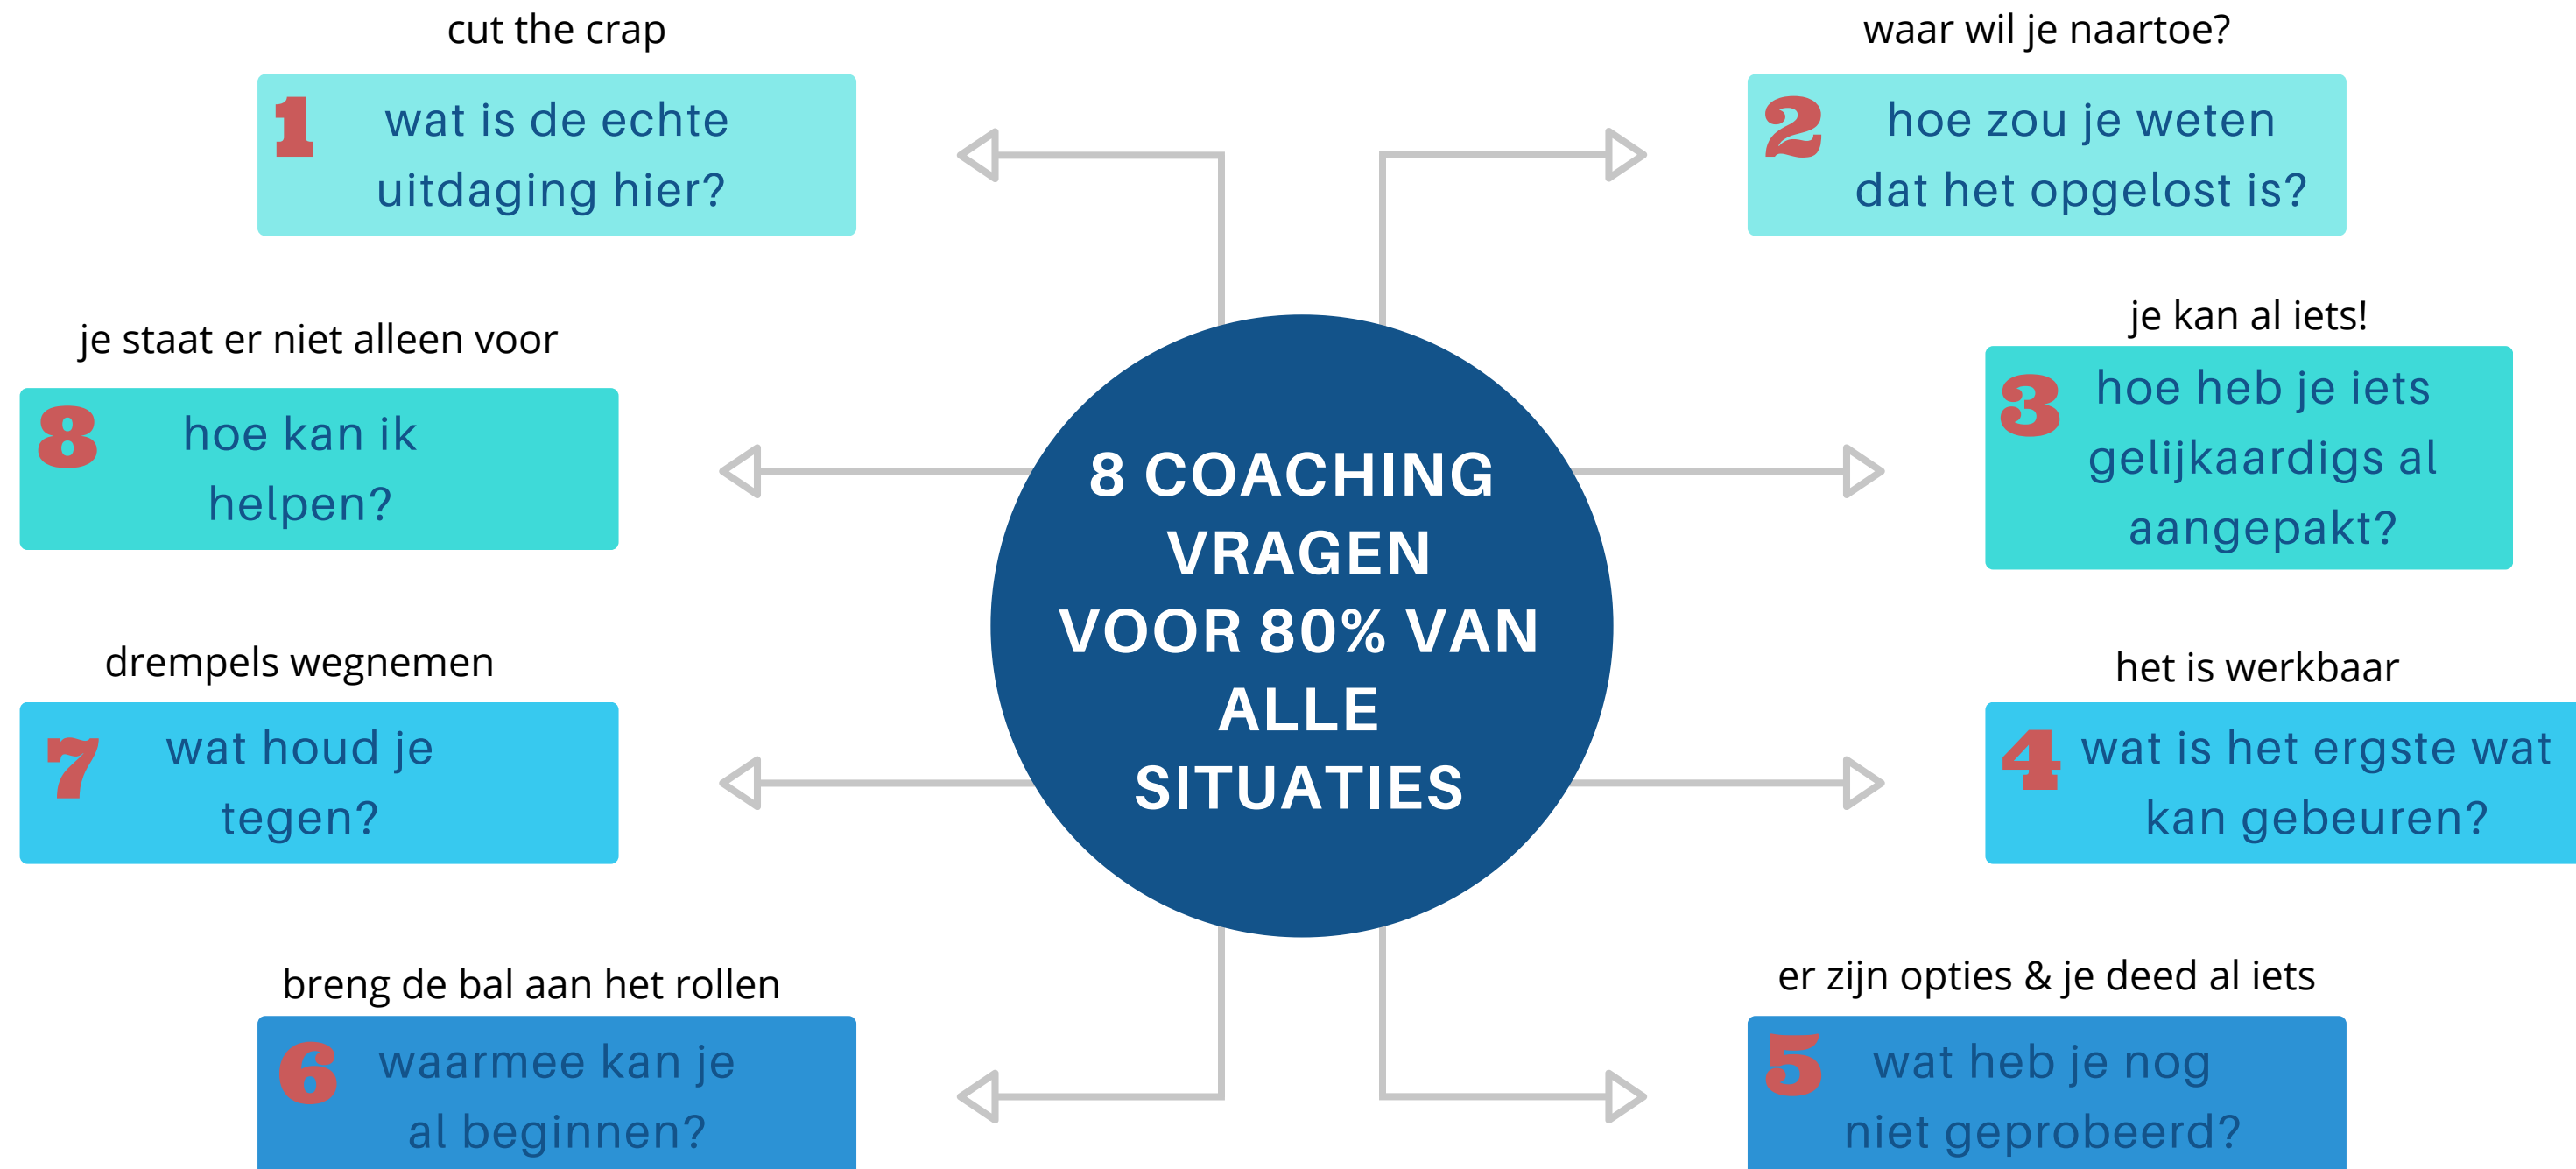 cut the crap
1 wat is de echte
uitdaging hier?
waar wil je naartoe?
2 hoe zou je weten
dat het opgelost is?
je kan al iets!
3 hoe heb je iets
gelijkaardigs al
aangepakt?
het is werkbaar
4 wat is het ergste wat
kan gebeuren?
er zijn opties & je deed al iets
5 wat heb je nog
niet geprobeerd?
breng de bal aan het rollen
6 waarmee kan je
al beginnen?
drempels wegnemen
7 wat houd je
tegen?
je staat er niet alleen voor
8 hoe kan ik
helpen?
8 COACHING
VRAGEN
VOOR 80% VAN
ALLE
SITUATIES